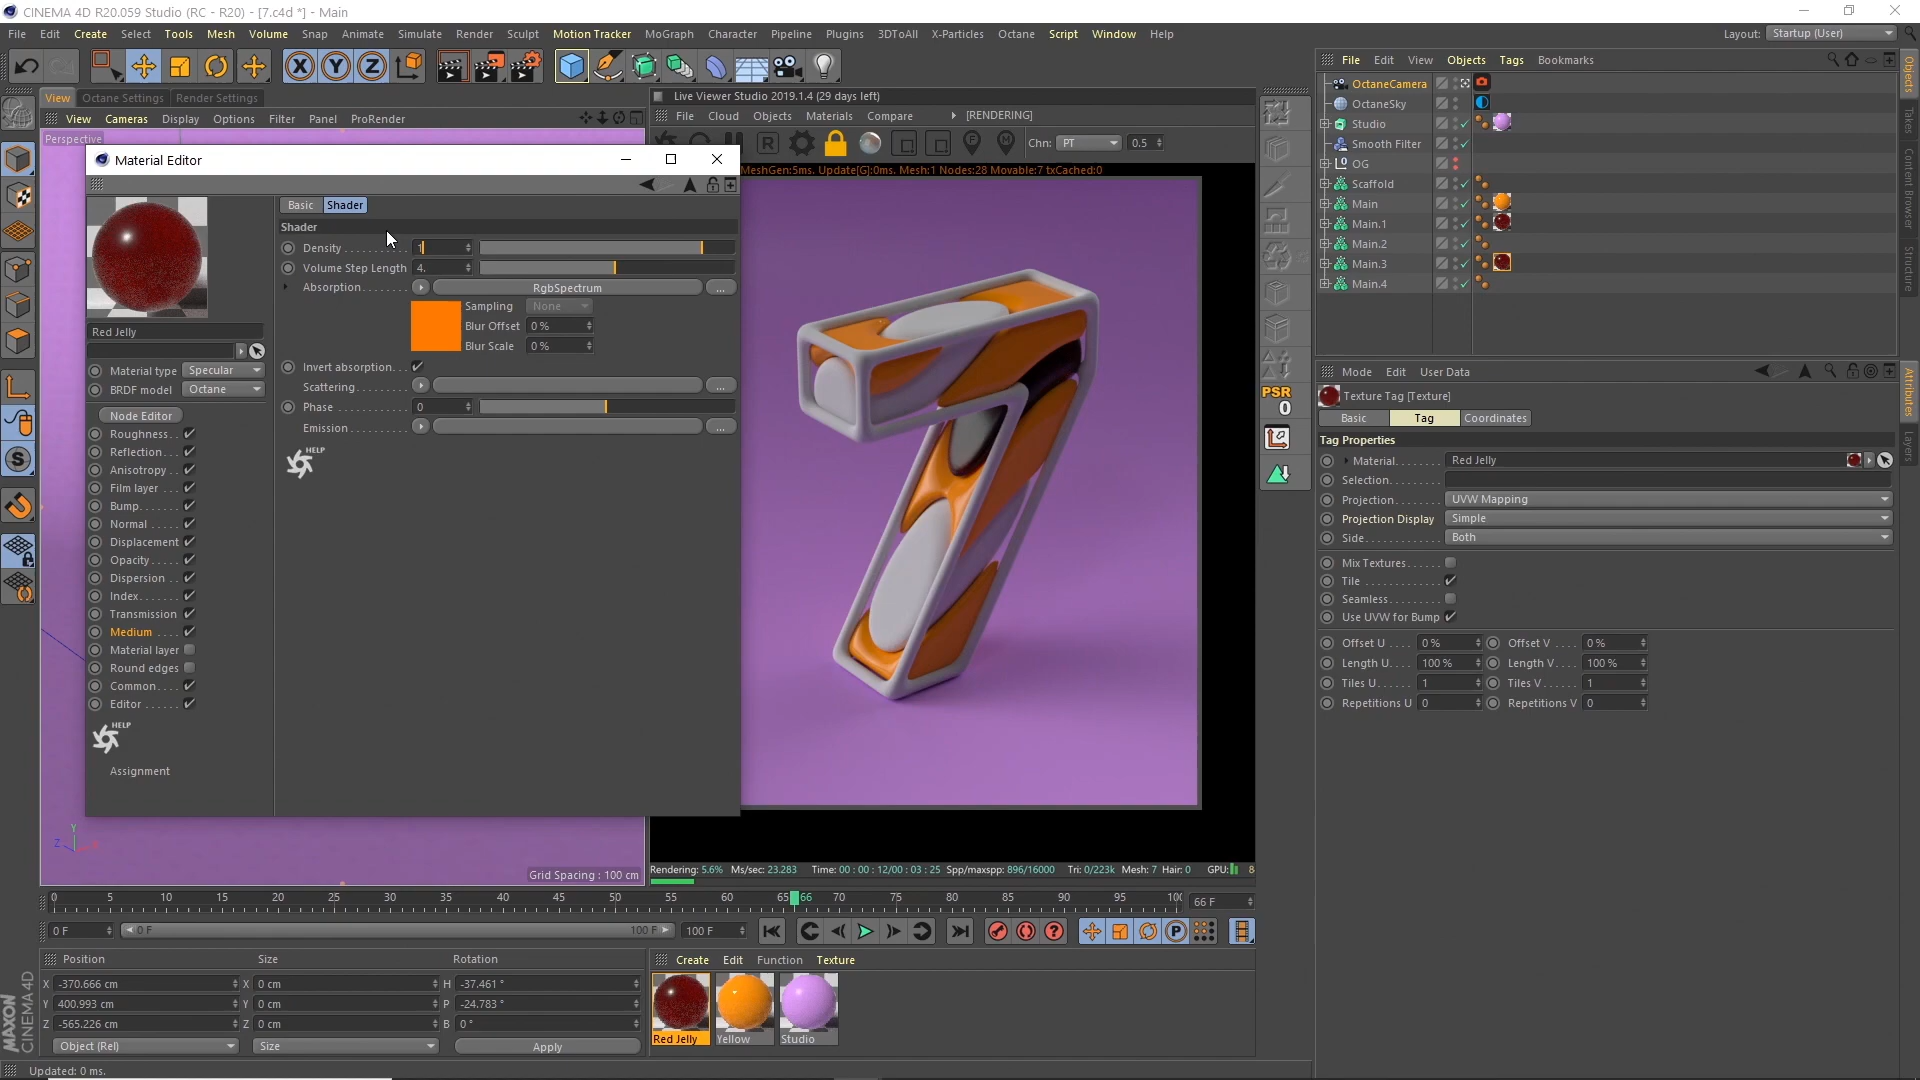 CINEMA 4D R20.059 Studio (RC - R20) - [7.c4d *] - Main
File Edit Create Select Tools Mesh Volume Snap Animate Simulate Render Sculpt Motion Tracker MoGraph Character Pipeline Plugins 3DToAll X-Particles Octane Script Window Help
Layout: Startup (User)
X Y Z
View Octane Settings Render Settings
View Cameras Display Options Filter Panel ProRender
Perspective
Live Viewer Studio 2019.1.4 (29 days left)
File Cloud Objects Materials Compare [RENDERING]
R Chn: PT 0.5
MeshGen:5ms. Update[G]:0ms. Mesh:1 Nodes:28 Movable:7 txCached:0
Material Editor
Basic Shader
Shader
Density 1
Volume Step Length 4.
Absorption RgbSpectrum ...
Sampling None
Blur Offset 0 %
Blur Scale 0 %
Invert absorption
Scattering ...
Phase 0
Emission ...
HELP
Red Jelly
Material type Specular
BRDF model Octane
Node Editor
Roughness
Reflection
Anisotropy
Film layer
Bump
Normal
Displacement
Opacity
Dispersion
Index
Transmission
Medium
Material layer
Round edges
Common
Editor
HELP
Assignment
Y
Z
Grid Spacing : 100 cm
Rendering: 5.6% Ms/sec: 23.283 Time: 00 : 00 : 12/00 : 03 : 25 Spp/maxspp: 896/16000 Tri: 0/223k Mesh: 7 Hair: 0 GPU:
PSR
0
File Edit View Objects Tags Bookmarks
OctaneCamera
OctaneSky
Studio
Smooth Filter
OG
Scaffold
Main
Main.1
Main.2
Main.3
Main.4
Objects
Takes
Content Browser
Structure
Mode Edit User Data
Texture Tag [Texture]
Basic Tag Coordinates
Tag Properties
Material Red Jelly
Selection
Projection UVW Mapping
Projection Display Simple
Side Both
Mix Textures
Tile
Seamless
Use UVW for Bump
Offset U 0 % Offset V 0 %
Length U 100 % Length V 100 %
Tiles U 1 Tiles V 1
Repetitions U 0 Repetitions V 0
Attributes
Layers
0 5 10 15 20 25 30 35 40 45 50 55 60 65 66 70 75 80 85 90 95 66 F
0 F 0 F 100 F 100 F
P
Position Size Rotation
X -370.666 cm X 0 cm H -37.461 °
Y 400.993 cm Y 0 cm P -24.783 °
Z -565.226 cm Z 0 cm B 0 °
Object (Rel) Size Apply
Create Edit Function Texture
Red Jelly Yellow Studio
MAXON
CINEMA 4D
Updated: 0 ms.